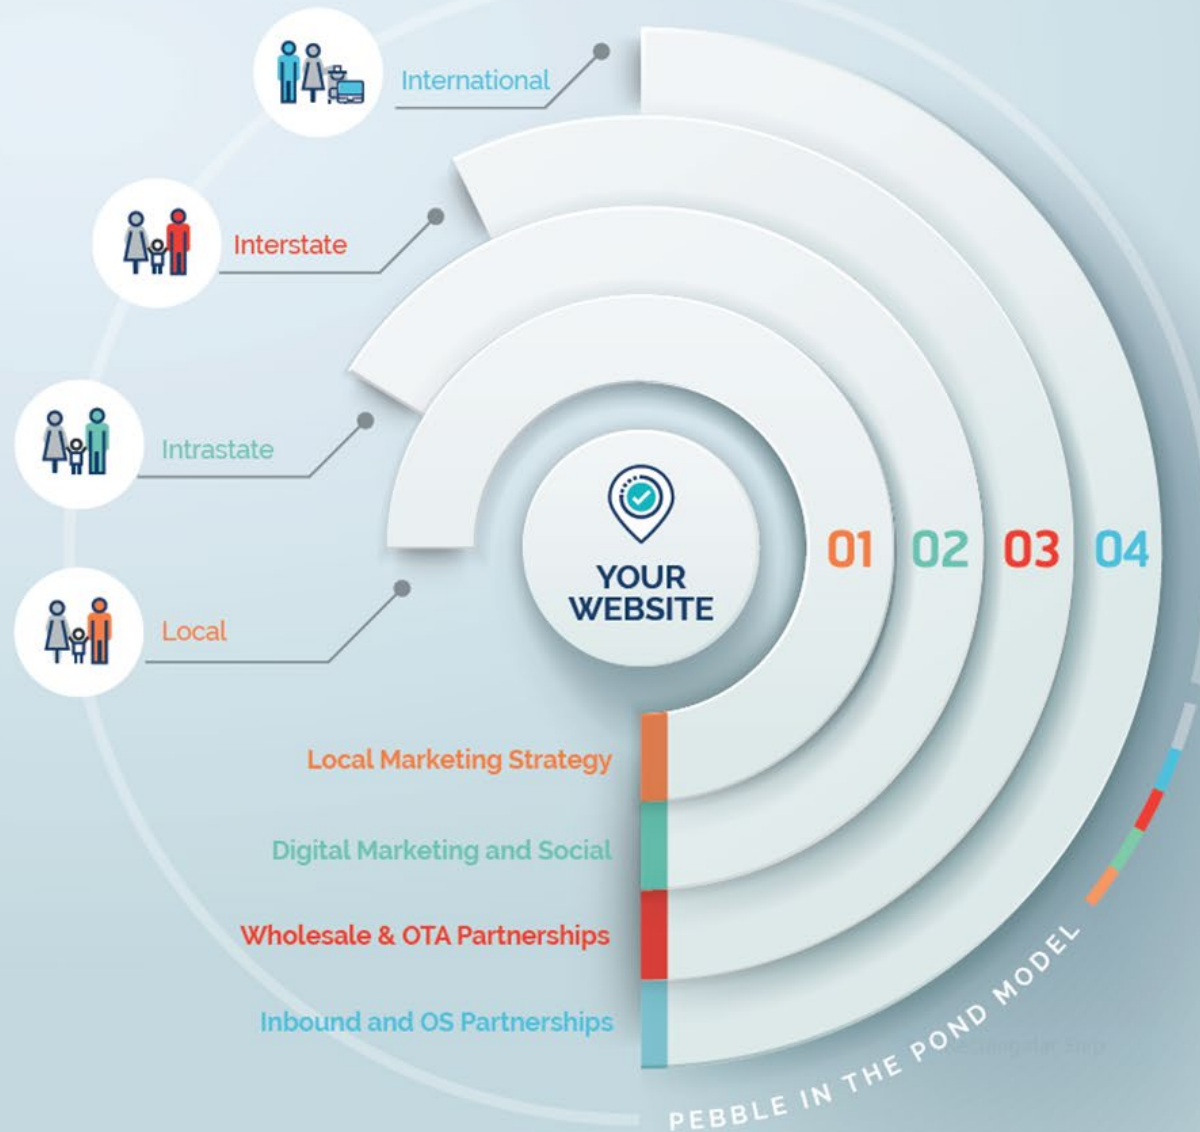 International
Interstate
Intrastate
Local
YOUR
WEBSITE
01 02 03 04
Local Marketing Strategy
Digital Marketing and Social
Wholesale & OTA Partnerships
Inbound and OS Partnerships
PEBBLE IN THE POND MODEL